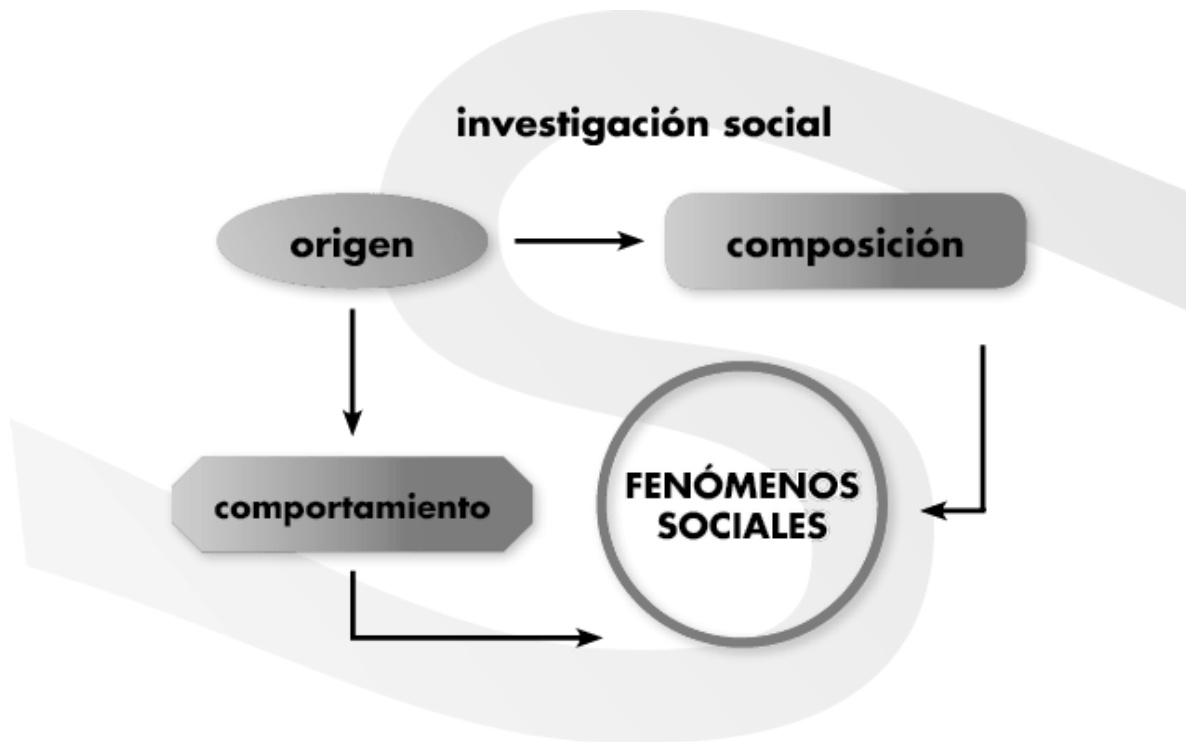 investigación social
origen
composición
comportamiento
FENÓMENOS
SOCIALES